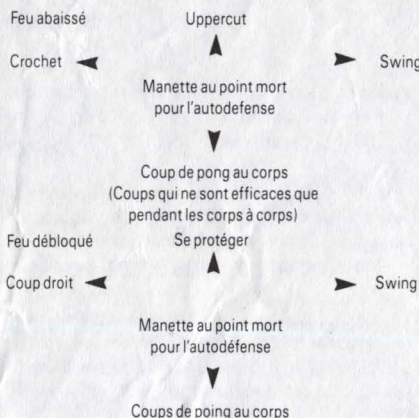 Feu abaissé Uppercut
Crochet Swing
Manette au point mort
pour l'autodefense
Coup de pong au corps
(Coups qui ne sont efficaces que
pendant les corps à corps)
Feu débloqué Se protéger
Coup droit Swing
Manette au point mort
pour l'autodéfense
Coups de poing au corps